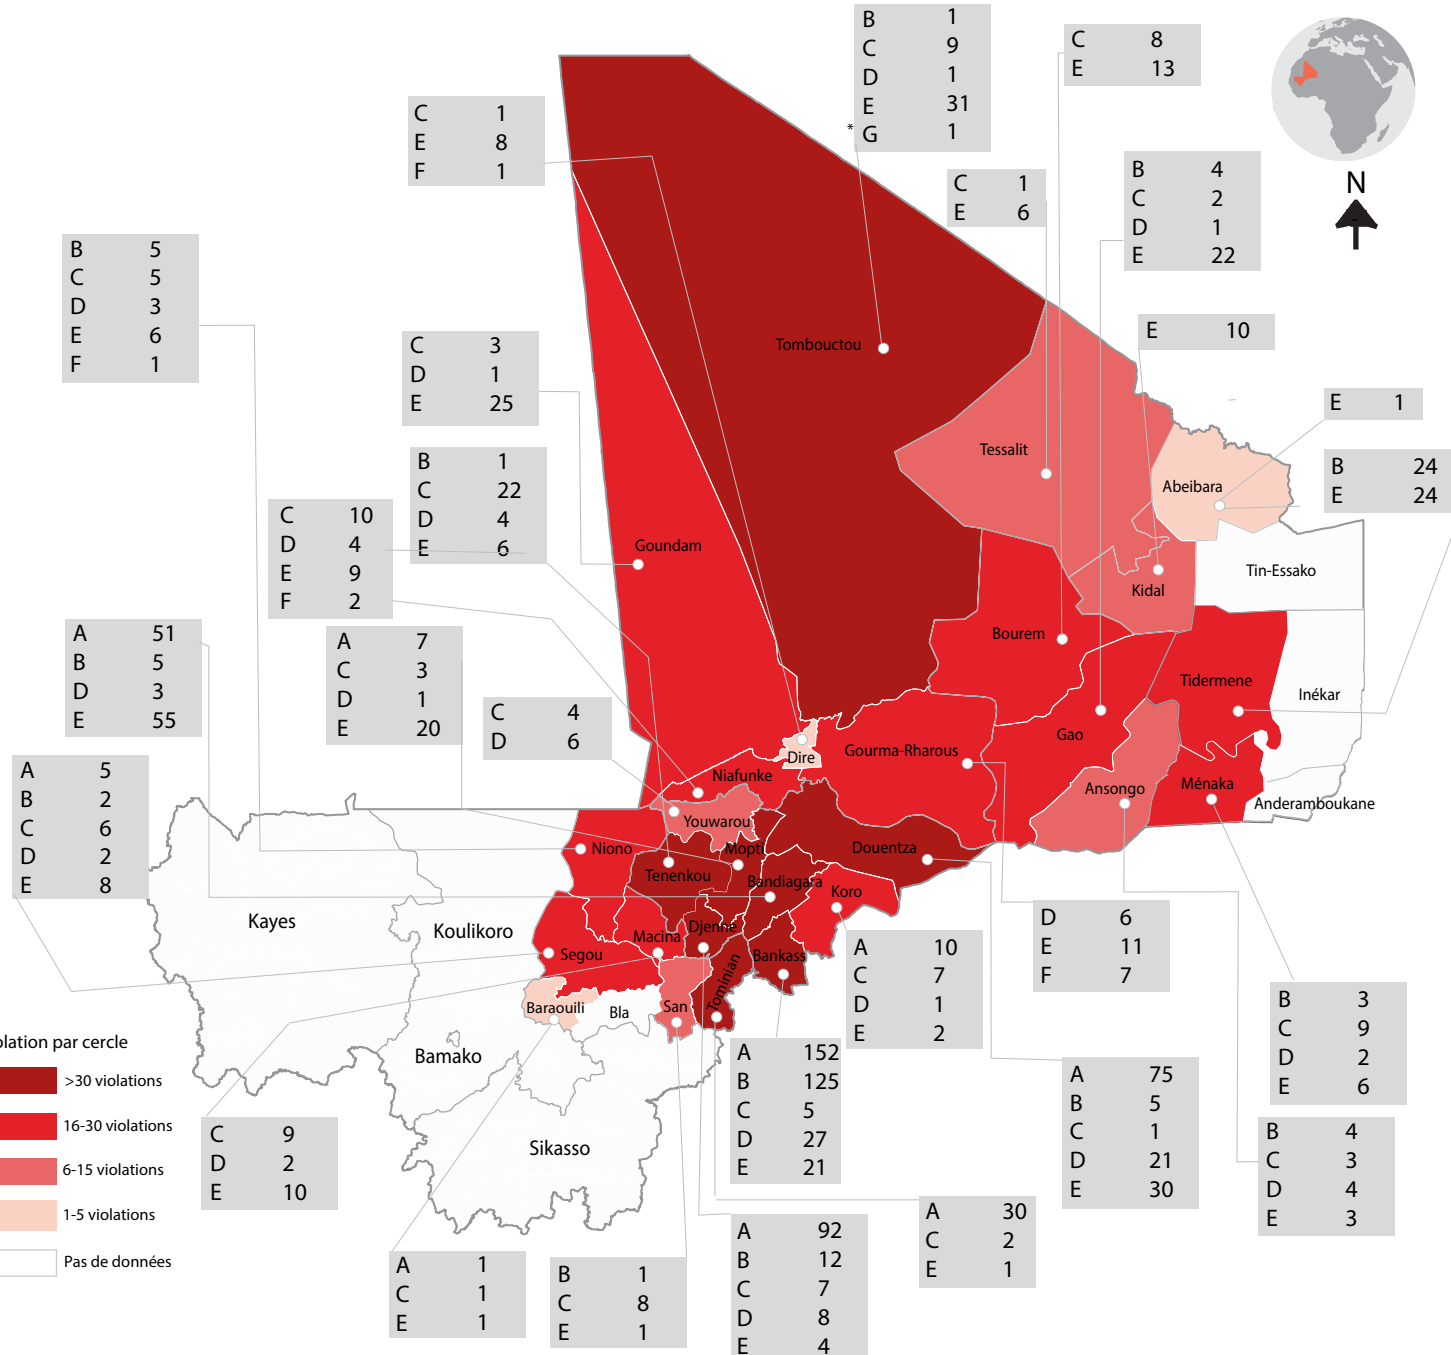 B 1
C 9
D 1
E 31
* G 1
C 8
E 13
C 1
E 8
F 1
N
B 4
C 2
D 1
E 22
C 1
E 6
B 5
C 5
D 3
E 6
F 1
E 10
C 3
D 1
E 25
E 1
B 24
E 24
B 1
C 22
D 4
E 6
C 10
D 4
E 9
F 2
A 51
B 5
D 3
E 55
A 7
C 3
D 1
E 20
C 4
D 6
A 5
B 2
C 6
D 2
E 8
Tombouctou
Tessalit
Abeibara
Goundam
Tin-Essako
Kidal
Bourem
Tidermene
Inékar
Gao
Gourma-Rharous
Dire
Niafunke
Ansongo
Ménaka
Anderamboukane
Youwarou
Niono
Mopti
Douentza
Tenenkou
Bandiagara
Koro
Kayes
Koulikoro
Djenné
Macina
Segou
Bankass
Tominian
Baraouili
Bla
San
Bamako
Sikasso
olation par cercle
>30 violations
16-30 violations
6-15 violations
1-5 violations
Pas de données
D 6
E 11
F 7
A 10
C 7
D 1
E 2
B 3
C 9
D 2
E 6
A 152
B 125
C 5
D 27
E 21
A 75
B 5
C 1
D 21
E 30
C 9
D 2
E 10
B 4
C 3
D 4
E 3
A 30
C 2
E 1
A 92
B 12
C 7
D 8
E 4
A 1
C 1
E 1
B 1
C 8
E 1